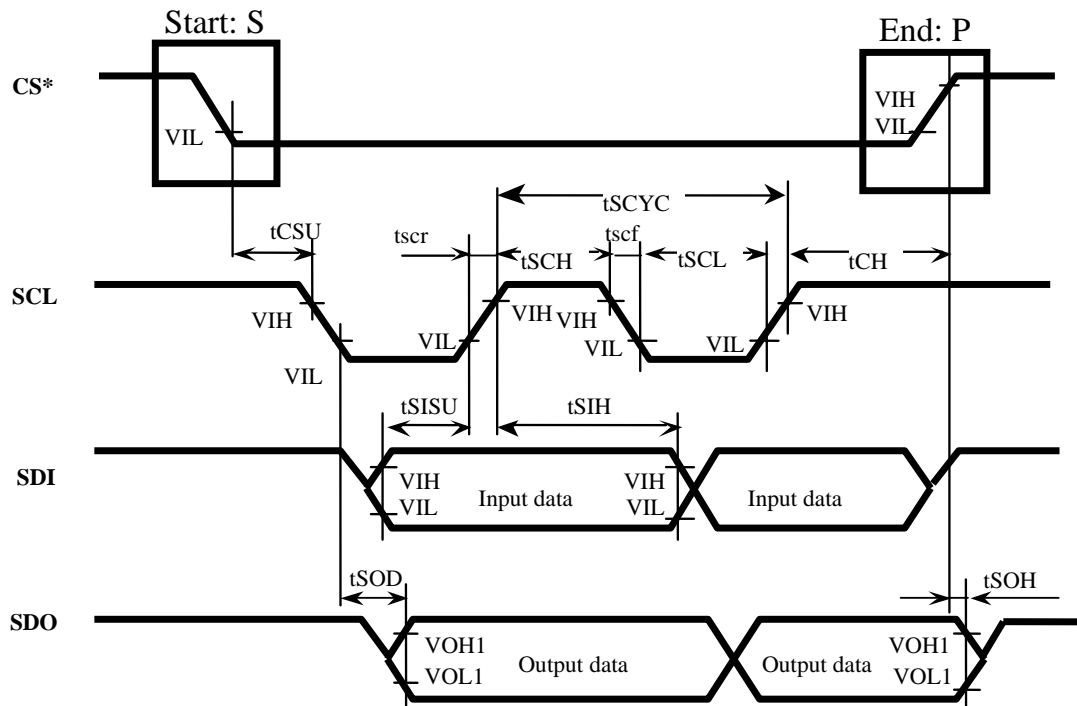 Start: S
End: P
CS*
VIL
VIH
VIL
tSCYC
tCSU
tscr
tSCH
tscf
tSCL
tCH
SCL
VIH
VIL
VIL
VIH
VIH
VIL
VIL
VIH
tSISU
tSIH
SDI
VIH
VIL
Input data
VIH
VIL
Input data
tSOD
tSOH
SDO
VOH1
VOL1
Output data
Output data
VOH1
VOL1